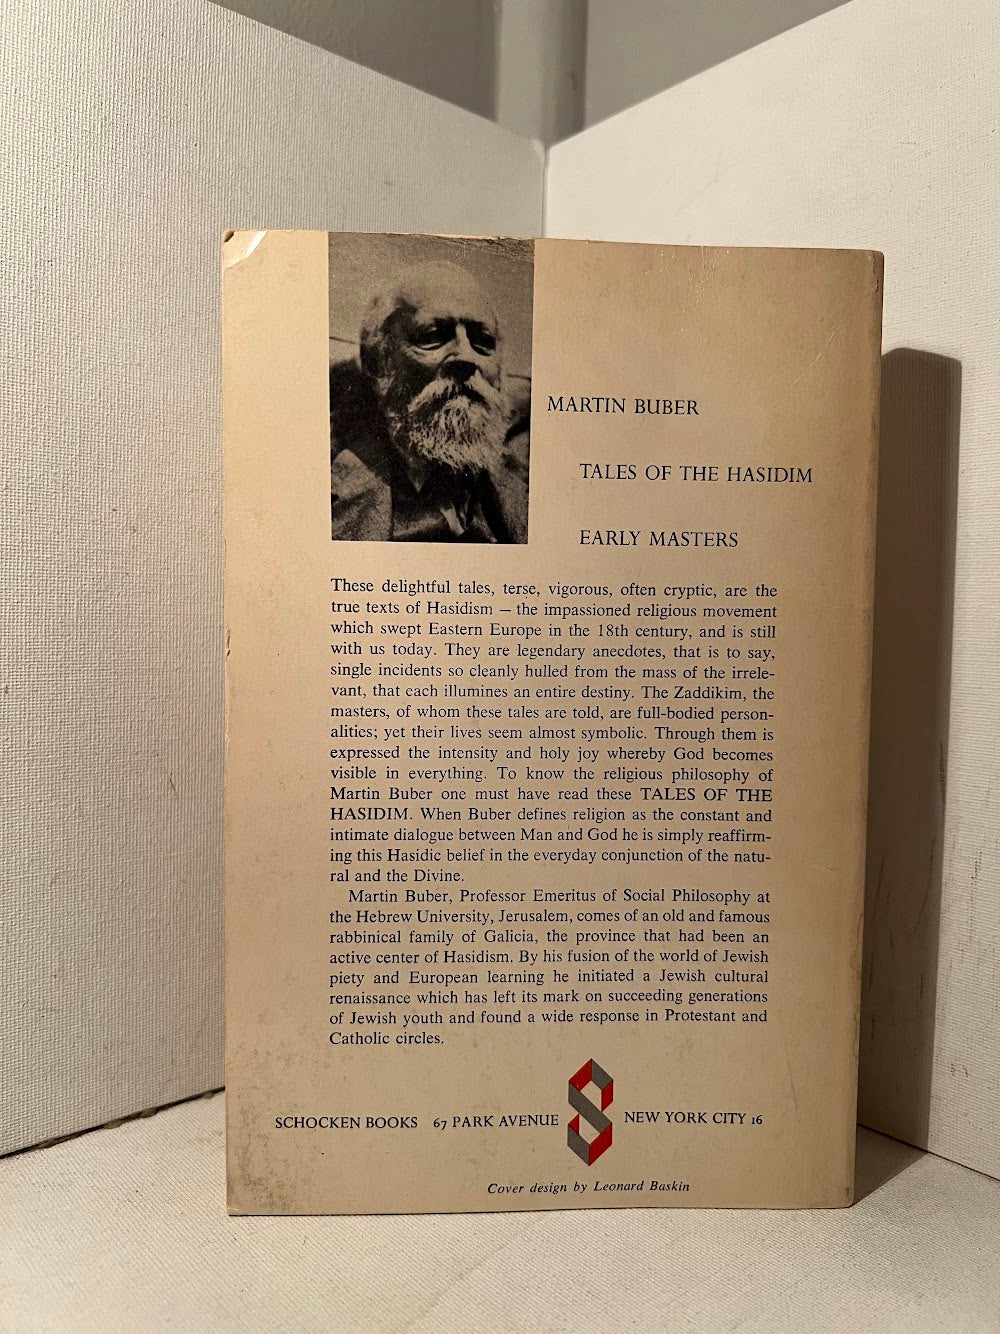 MARTIN BUBER
TALES OF THE HASIDIM
EARLY MASTERS
These delightful tales, terse, vigorous, often cryptic, are the
true texts of Hasidism — the impassioned religious movement
which swept Eastern Europe in the 18th century, and is still
with us today. They are legendary anecdotes, that is to say,
single incidents so cleanly hulled from the mass of the irrele-
vant, that each illumines an entire destiny. The Zaddikim, the
masters, of whom these tales are told, are full-bodied person-
alities; yet their lives seem almost symbolic. Through them is
expressed the intensity and holy joy whereby God becomes
visible in everything. To know the religious philosophy of
Martin Buber one must have read these TALES OF THE
HASIDIM. When Buber defines religion as the constant and
intimate dialogue between Man and God he is simply reaffirm-
ing this Hasidic belief in the everyday conjunction of the natu-
ral and the Divine.
Martin Buber, Professor Emeritus of Social Philosophy at
the Hebrew University, Jerusalem, comes of an old and famous
rabbinical family of Galicia, the province that had been an
active center of Hasidism. By his fusion of the world of Jewish
piety and European learning he initiated a Jewish cultural
renaissance which has left its mark on succeeding generations
of Jewish youth and found a wide response in Protestant and
Catholic circles.
SCHOCKEN BOOKS 67 PARK AVENUE NEW YORK CITY 16
Cover design by Leonard Baskin